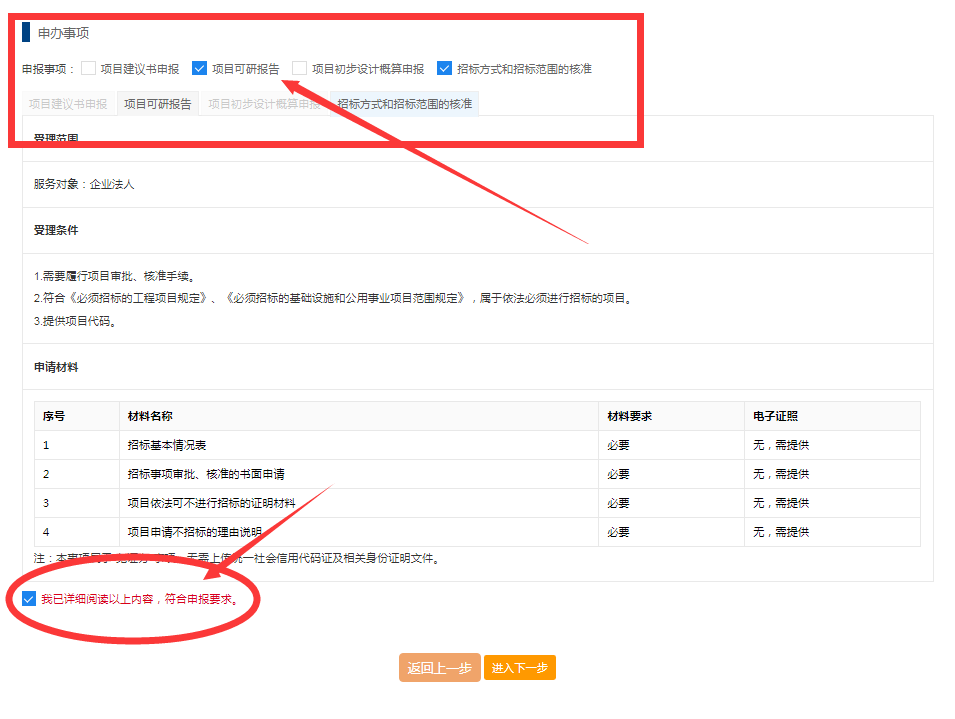 申办事项
申报事项： 项目建议书申报 项目可研报告 项目初步设计概算申报 招标方式和招标范围的核准
项目建议书申报 项目可研报告 项目初步设计概算申报 招标方式和招标范围的核准
受理范围
服务对象：企业法人
受理条件
1.需要履行项目审批、核准手续。
2.符合《必须招标的工程项目规定》、《必须招标的基础设施和公用事业项目范围规定》，属于依法必须进行招标的项目。
3.提供项目代码。
申请材料
序号 材料名称 材料要求 电子证照
1 招标基本情况表 必要 无，需提供
2 招标事项审批、核准的书面申请 必要 无，需提供
3 项目依法可不进行招标的证明材料 必要 无，需提供
4 项目申请不招标的理由说明 必要 无，需提供
注：本事项属于 事项，无需上传统一社会信用代码证及相关身份证明文件。
我已详细阅读以上内容，符合申报要求。
返回上一步 进入下一步